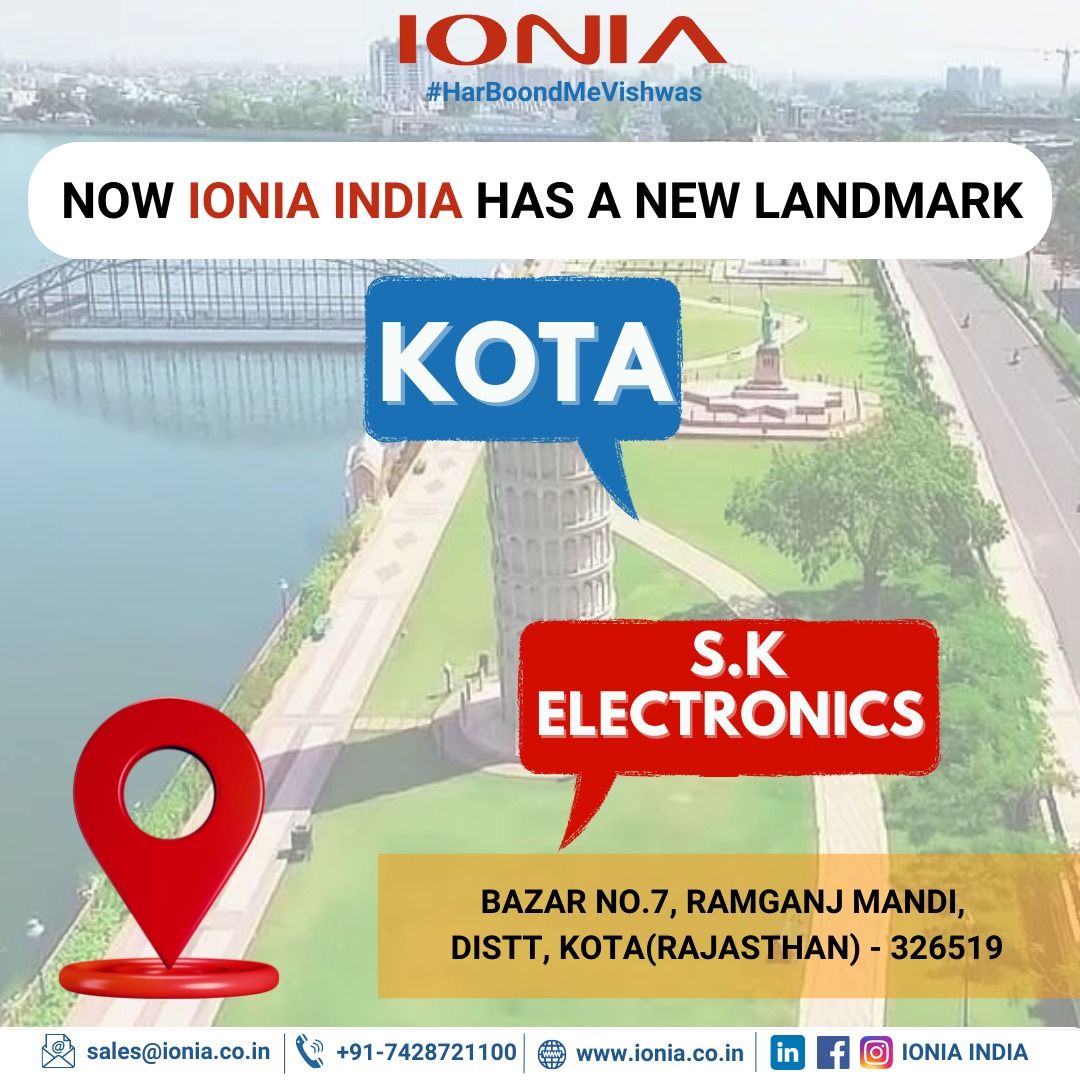 IONIA
#HarBoondMeVishwas
NOW IONIA INDIA HAS A NEW LANDMARK
KOTA
S.K
ELECTRONICS
BAZAR NO.7, RAMGANJ MANDI,
DISTT, KOTA(RAJASTHAN) - 326519
sales@ionia.co.in +91-7428721100 www.ionia.co.in in f IONIA INDIA